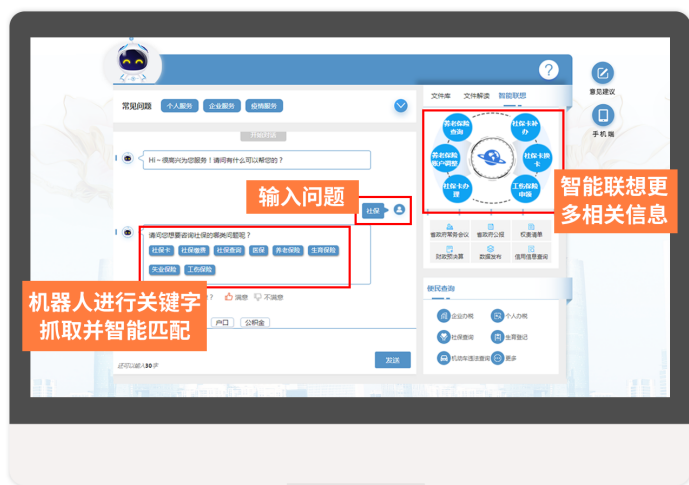 ?
常见问题
个人服务
企业服务
疫情服务
开始对话
Hi~很高兴为您服务！请问有什么可以帮您的？
输入问题
社保
请问您想要咨询社保的哪类问题呢？
社保卡 社保缴费 社保查询 医保 养老保险 生育保险
失业保险 工伤保险
机器人进行关键字
抓取并智能匹配
？ 满意 不满意
户口 公积金
还可以输入50字
发送
文件库 文件解读 智能联想
养老保险
查询
社保卡补
办
养老保险
账户调整
社保卡换
卡
社保卡办
理
工伤保险
申领
智能联想更
多相关信息
省政府常务会议 省政府公报 权责清单
财政预决算 数据发布 信用信息查询
便民查询
企业办税 个人办税
社保查询 生育登记
机动车违法查询 更多
意见建议
手机端